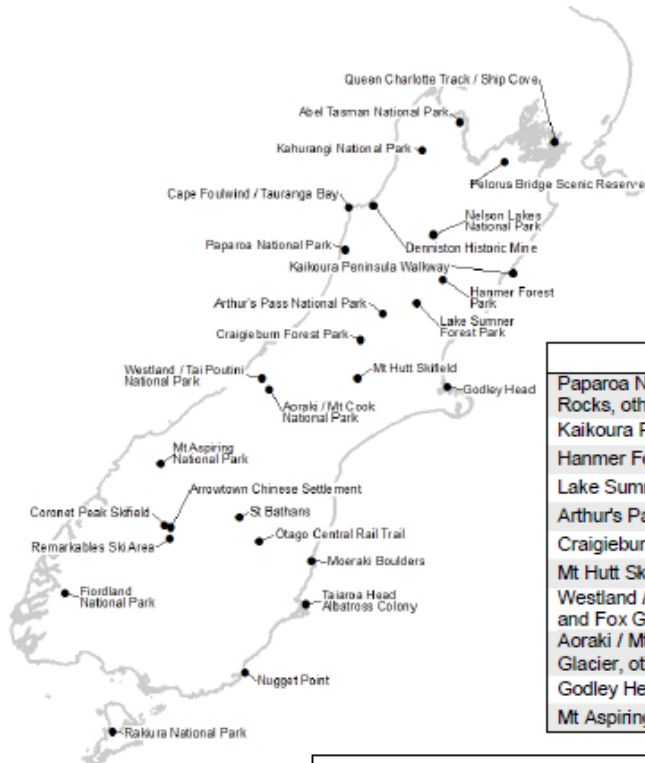 Queen Charlotte Track / Ship Cove
Abel Tasman National Park
Kahurangi National Park
Pelorus Bridge Scenic Reserve
Cape Foulwind / Tauranga Bay
Nelson Lakes
National Park
Denniston Historic Mine
Paparoa National Park
Kaikoura Peninsula Walkway
Hanmer Forest
Park
Arthur's Pass National Park
Lake Sumner
Forest Park
Craigieburn Forest Park
Westland / Tai Poutini
National Park
Mt Hutt Skifield
Godley Head
Aoraki / Mt Cook
National Park
Mt Aspiring
National Park
Arrowtown Chinese Settlement
Coronet Peak Skifield
St Bathans
Remarkables Ski Area
Otago Central Rail Trail
Moeraki Boulders
Fiordland
National Park
Taiaroa Head
Albatross Colony
Nugget Point
Rakiura National Park
Paparoa N
Rocks, oth
Kaikoura P
Hanmer Fo
Lake Sumn
Arthur's Pa
Craigiebur
Mt Hutt Sk
Westland /
and Fox G
Aoraki / Mt
Glacier, ot
Godley He
Mt Aspiring